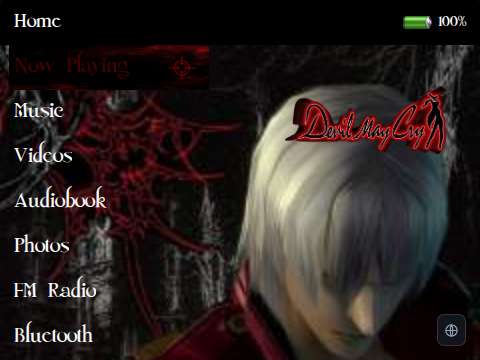 Home
100%
Now Playing
Music
Devil May Cry
Videos
Audiobook
Photos
FM Radio
Bluetooth